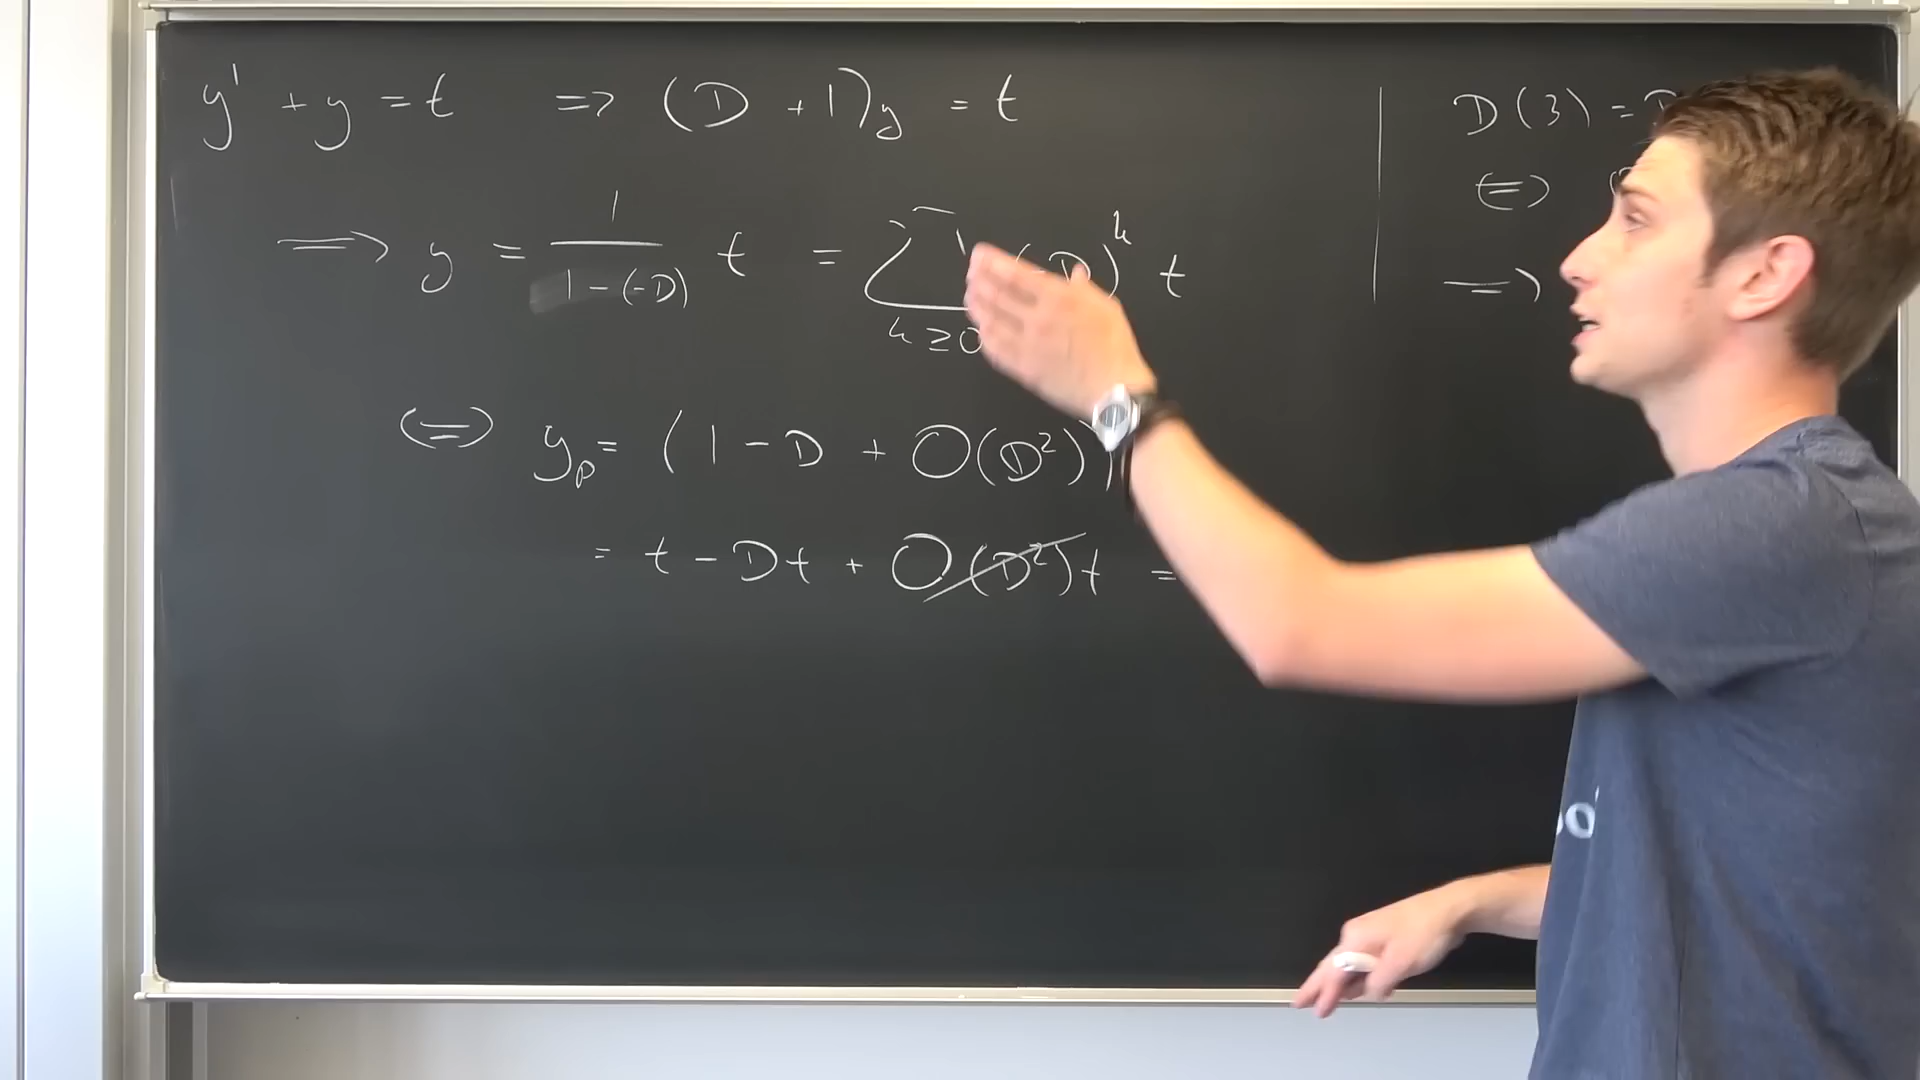 y' + y = t ⇒ (D + 1)y = t
⇒ y = 1/(1-(-D)) t = ∑ k≥0 (-D)^k t
⇔ y_p = (1 - D + O(D²))
= t - Dt + O(D²)t =
D(3) =
⇔
⇒